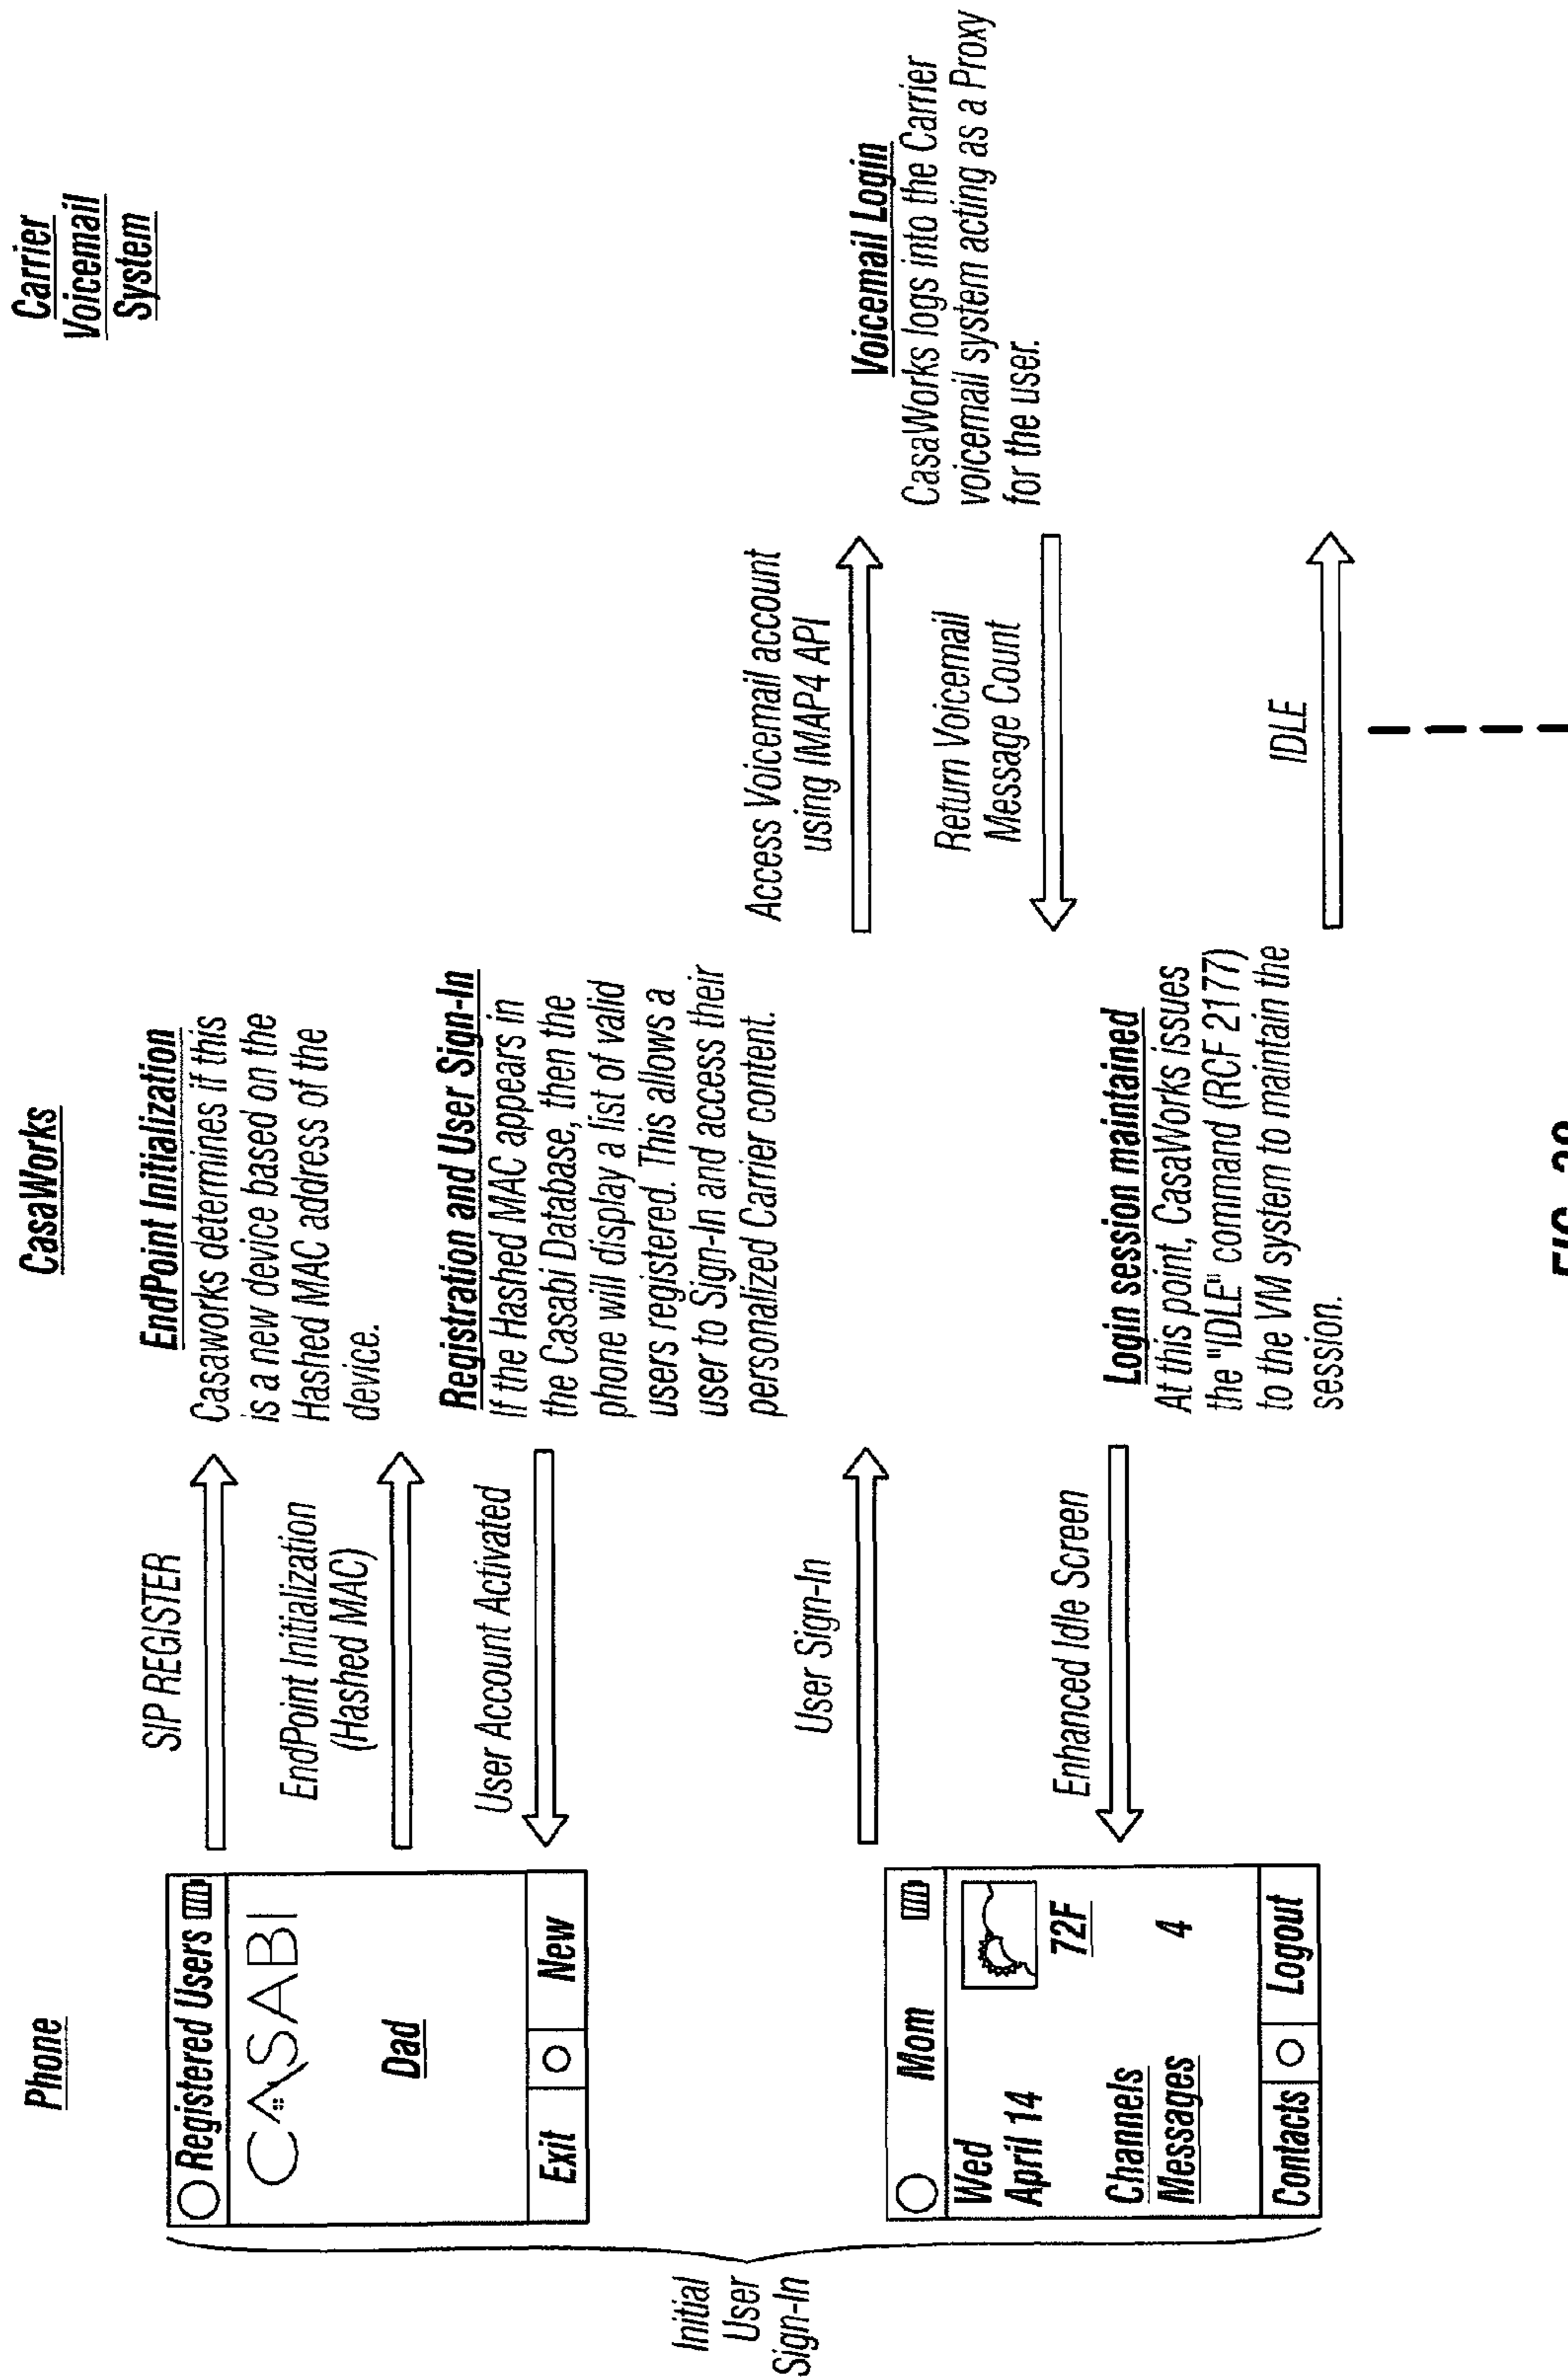 Phone
CasaWorks
Carrier
Voicemail
System
Initial
User
Sign-In
Registered Users
CASABI
Dad
Exit
New
SIP REGISTER
EndPoint Initialization
(Hashed MAC)
User Account Activated
EndPoint Initialization
Casaworks determines if this
is a new device based on the
Hashed MAC address of the
device.
Registration and User Sign-In
If the Hashed MAC appears in
the Casabi Database, then the
phone will display a list of valid
users registered. This allows a
user to Sign-In and access their
personalized Carrier content.
Mom
Wed
April 14
72F
Channels
Messages 4
Contacts
Logout
User Sign-In
Access Voicemail account
using IMAP4 API
Voicemail Login
CasaWorks logs into the Carrier
voicemail system acting as a Proxy
for the user.
Return Voicemail
Message Count
Enhanced Idle Screen
Login session maintained
At this point, CasaWorks issues
the "IDLE" command (RCF 2177)
to the VM system to maintain the
session.
IDLE